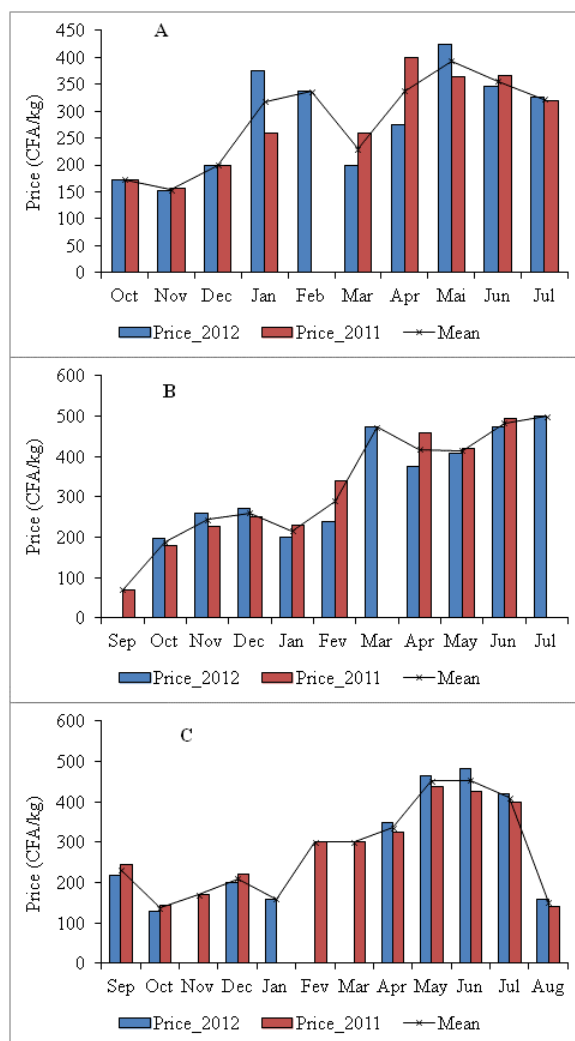 A
Price (CFA/kg)
450
400
350
300
250
200
150
100
50
0
Oct Nov Dec Jan Feb Mar Apr Mai Jun Jul
Price_2012 Price_2011 Mean
B
Price (CFA/kg)
600
500
400
300
200
100
0
Sep Oct Nov Dec Jan Fev Mar Apr May Jun Jul
Price_2012 Price_2011 Mean
C
Price (CFA/kg)
600
500
400
300
200
100
0
Sep Oct Nov Dec Jan Fev Mar Apr May Jun Jul Aug
Price_2012 Price_2011 Mean